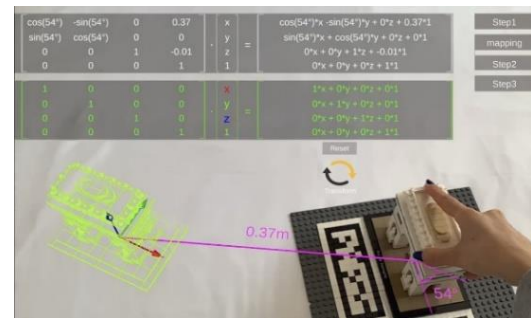 cos(54°) -sin(54°) 0 0.37 x cos(54°)*x -sin(54°)*y + 0*z + 0.37*1
sin(54°) cos(54°) 0 0 y sin(54°)*x + cos(54°)*y + 0*z + 0*1
0 0 1 -0.01 · z = 0*x + 0*y + 1*z + -0.01*1
0 0 0 1 1 0*x + 0*y + 0*z + 1*1
1 0 0 0 x 1*x + 0*y + 0*z + 0*1
0 1 0 0 · y = 0*x + 1*y + 0*z + 0*1
0 0 1 0 z 0*x + 0*y + 1*z + 0*1
0 0 0 1 1 0*x + 0*y + 0*z + 1*1
Step1
mapping
Step2
Step3
Reset
Transform
0.37m
54°